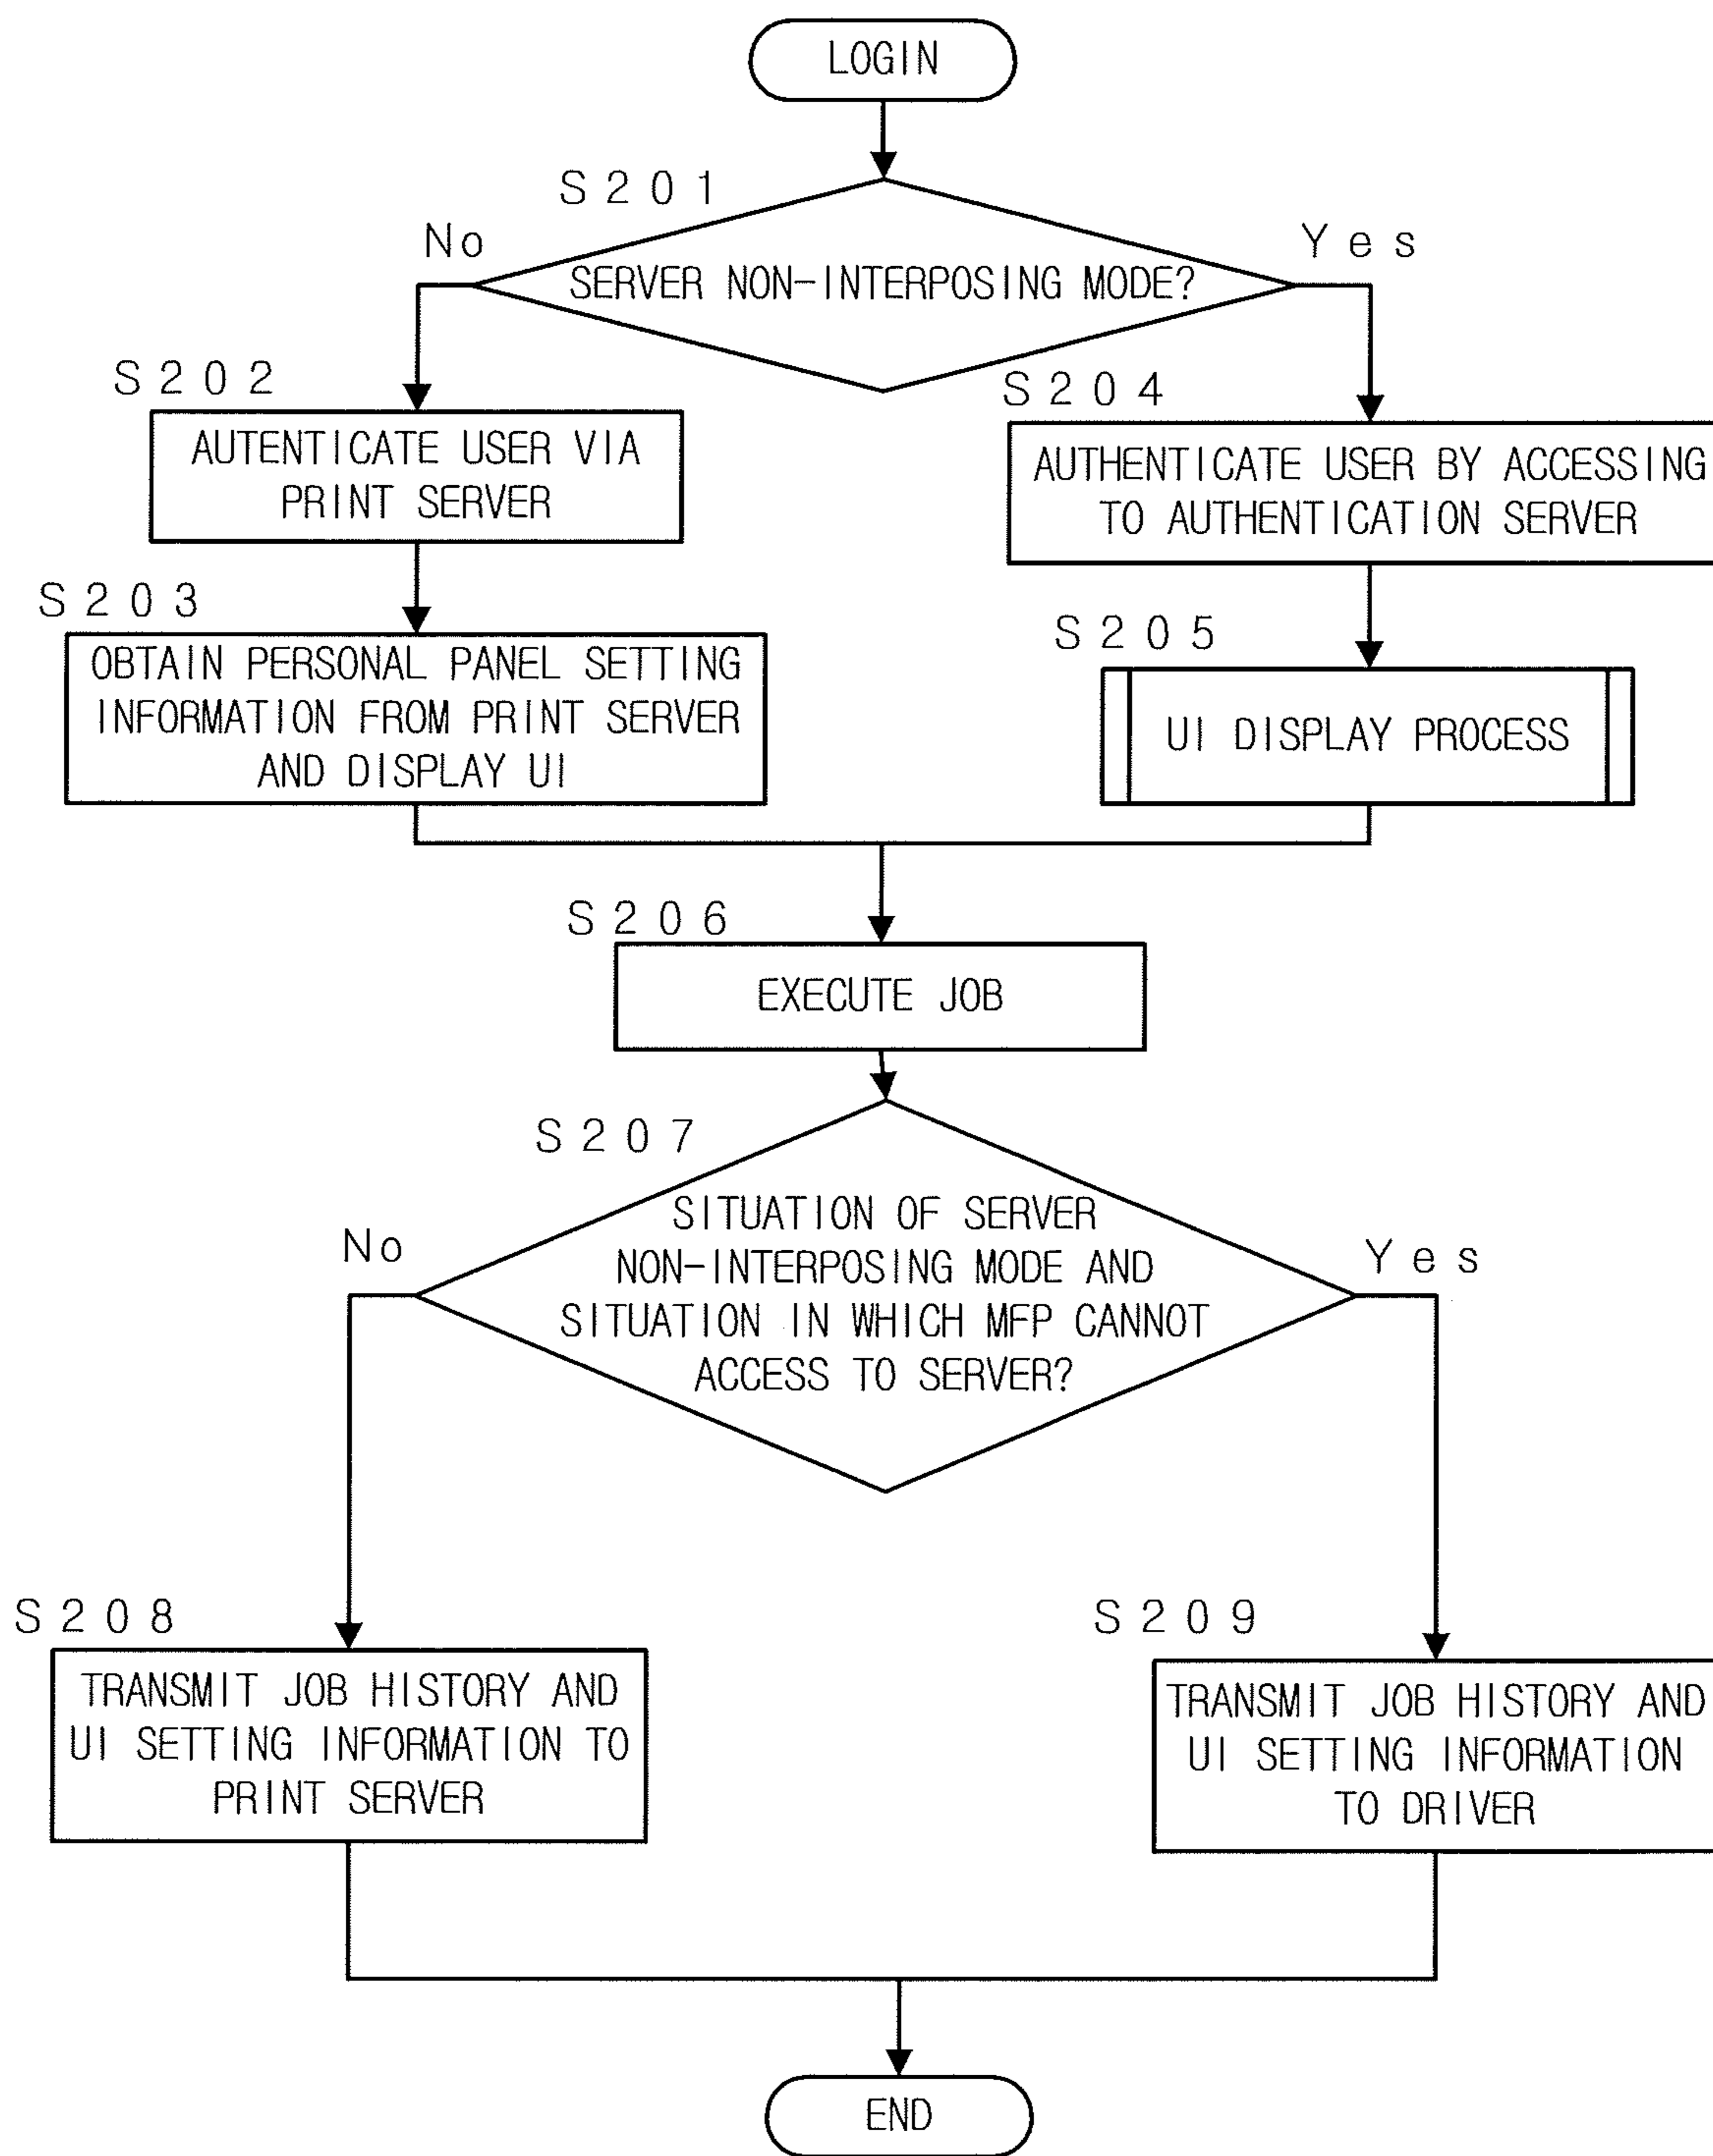 LOGIN
S201
No
Yes
SERVER NON-INTERPOSING MODE?
S202
AUTENTICATE USER VIA
PRINT SERVER
S204
AUTHENTICATE USER BY ACCESSING
TO AUTHENTICATION SERVER
S203
OBTAIN PERSONAL PANEL SETTING
INFORMATION FROM PRINT SERVER
AND DISPLAY UI
S205
UI DISPLAY PROCESS
S206
EXECUTE JOB
S207
No
Yes
SITUATION OF SERVER
NON-INTERPOSING MODE AND
SITUATION IN WHICH MFP CANNOT
ACCESS TO SERVER?
S208
TRANSMIT JOB HISTORY AND
UI SETTING INFORMATION TO
PRINT SERVER
S209
TRANSMIT JOB HISTORY AND
UI SETTING INFORMATION
TO DRIVER
END